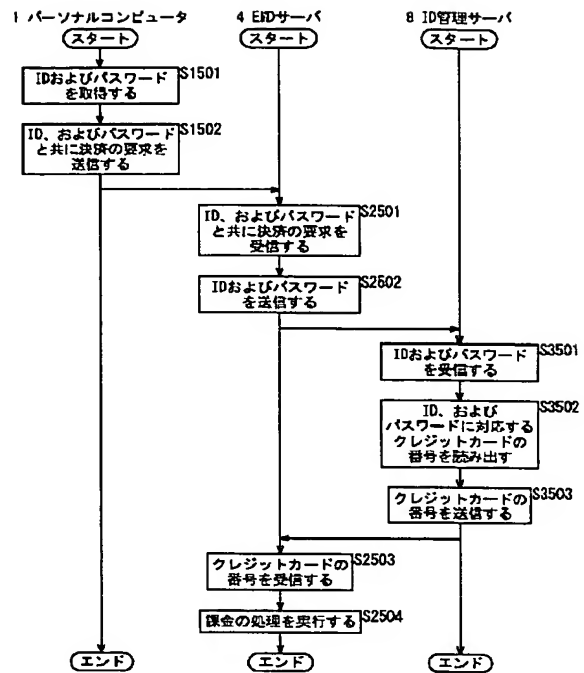 1 パーソナルコンピュータ
4 EMDサーバ
8 ID管理サーバ
スタート
スタート
スタート
IDおよびパスワード
を取得する
S1501
ID、およびパスワード
と共に決済の要求を
送信する
S1502
ID、およびパスワード
と共に決済の要求を
受信する
S2501
IDおよびパスワード
を送信する
S2502
IDおよびパスワード
を受信する
S3501
ID、および
パスワードに対応する
クレジットカードの
番号を読み出す
S3502
クレジットカードの
番号を送信する
S3503
クレジットカードの
番号を受信する
S2503
課金の処理を実行する
S2504
エンド
エンド
エンド